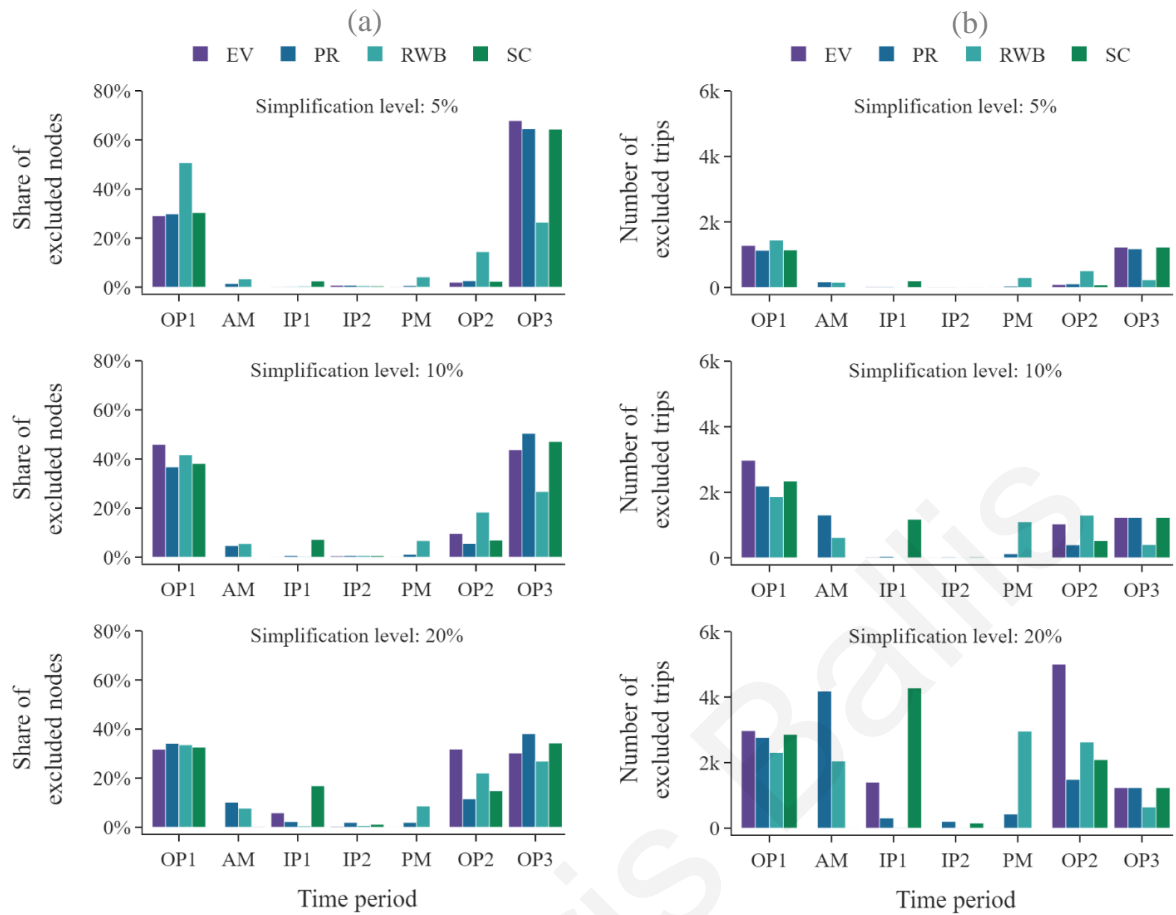 (a)
EV PR RWB SC
Share of
excluded nodes
80%
60%
40%
20%
0%
Simplification level: 5%
OP1 AM IP1 IP2 PM OP2 OP3
Share of
excluded nodes
80%
60%
40%
20%
0%
Simplification level: 10%
OP1 AM IP1 IP2 PM OP2 OP3
Share of
excluded nodes
80%
60%
40%
20%
0%
Simplification level: 20%
OP1 AM IP1 IP2 PM OP2 OP3
Time period
(b)
EV PR RWB SC
Number of
excluded trips
6k
4k
2k
0
Simplification level: 5%
OP1 AM IP1 IP2 PM OP2 OP3
Number of
excluded trips
6k
4k
2k
0
Simplification level: 10%
OP1 AM IP1 IP2 PM OP2 OP3
Number of
excluded trips
6k
4k
2k
0
Simplification level: 20%
OP1 AM IP1 IP2 PM OP2 OP3
Time period
Ballis